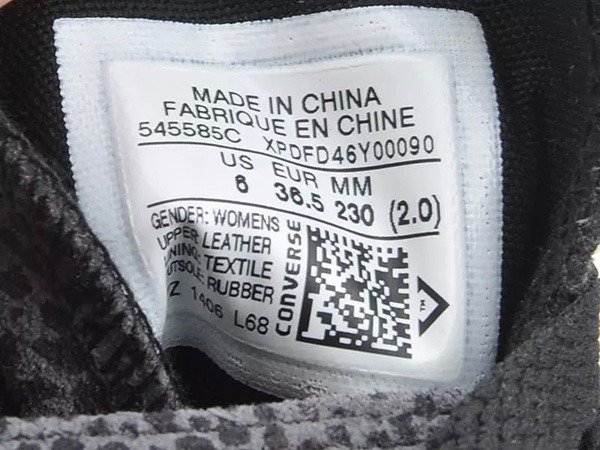 MADE IN CHINA
FABRIQUE EN CHINE
545585C XPDFD46Y00090
US EUR MM
6 36.5 230 (2.0)
GENDER: WOMENS
UPPER LEATHER
LINING: TEXTILE
OUTSOLE: RUBBER
Z 1406 L68
CONVERSE
TM